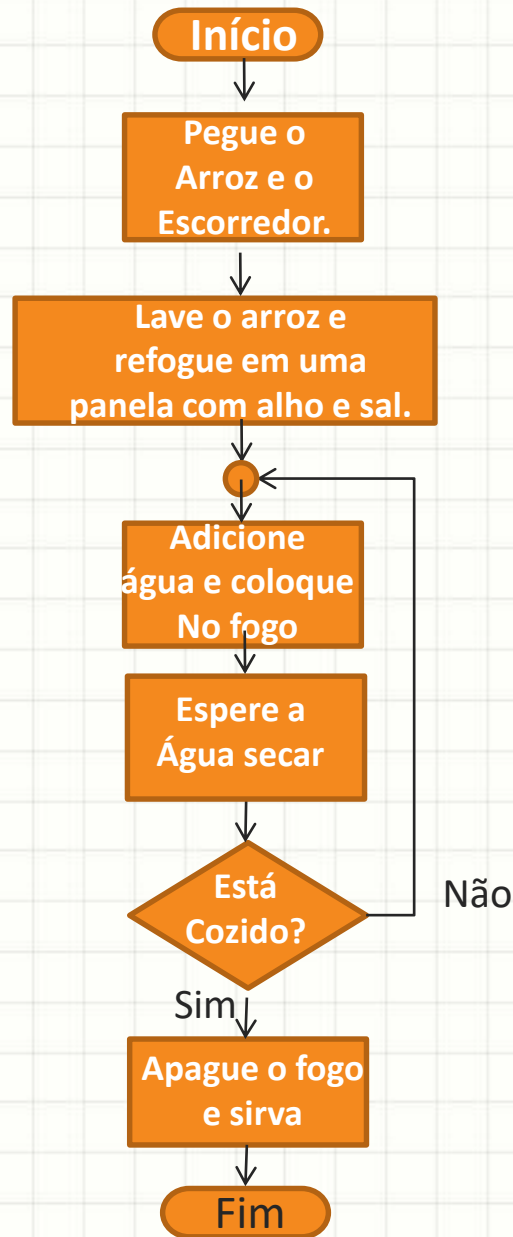 Início
Pegue o
Arroz e o
Escorredor.
Lave o arroz e
refogue em uma
panela com alho e sal.
Adicione
água e coloque
No fogo
Espere a
Água secar
Está
Cozido?
Não
Sim
Apague o fogo
e sirva
Fim